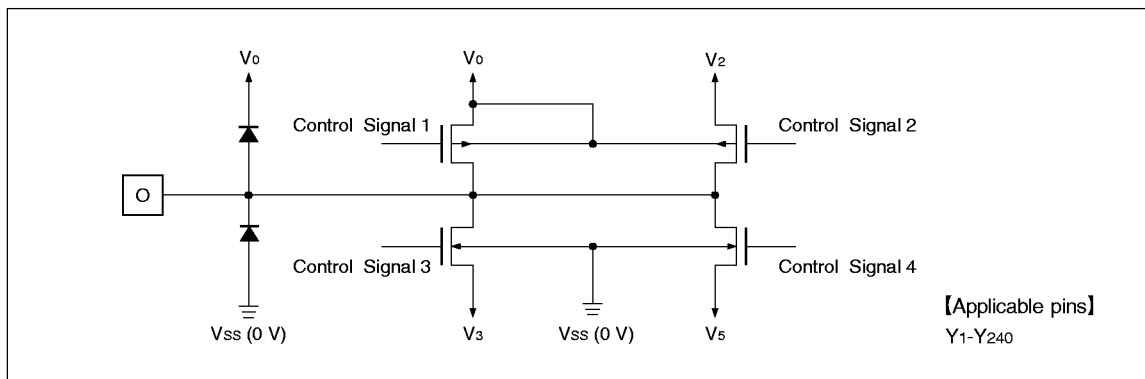 V0 V0 V2
Control Signal 1 Control Signal 2
O
Control Signal 3 Control Signal 4
VSS (0 V) V3 VSS (0 V) V5
【Applicable pins】
Y1-Y240